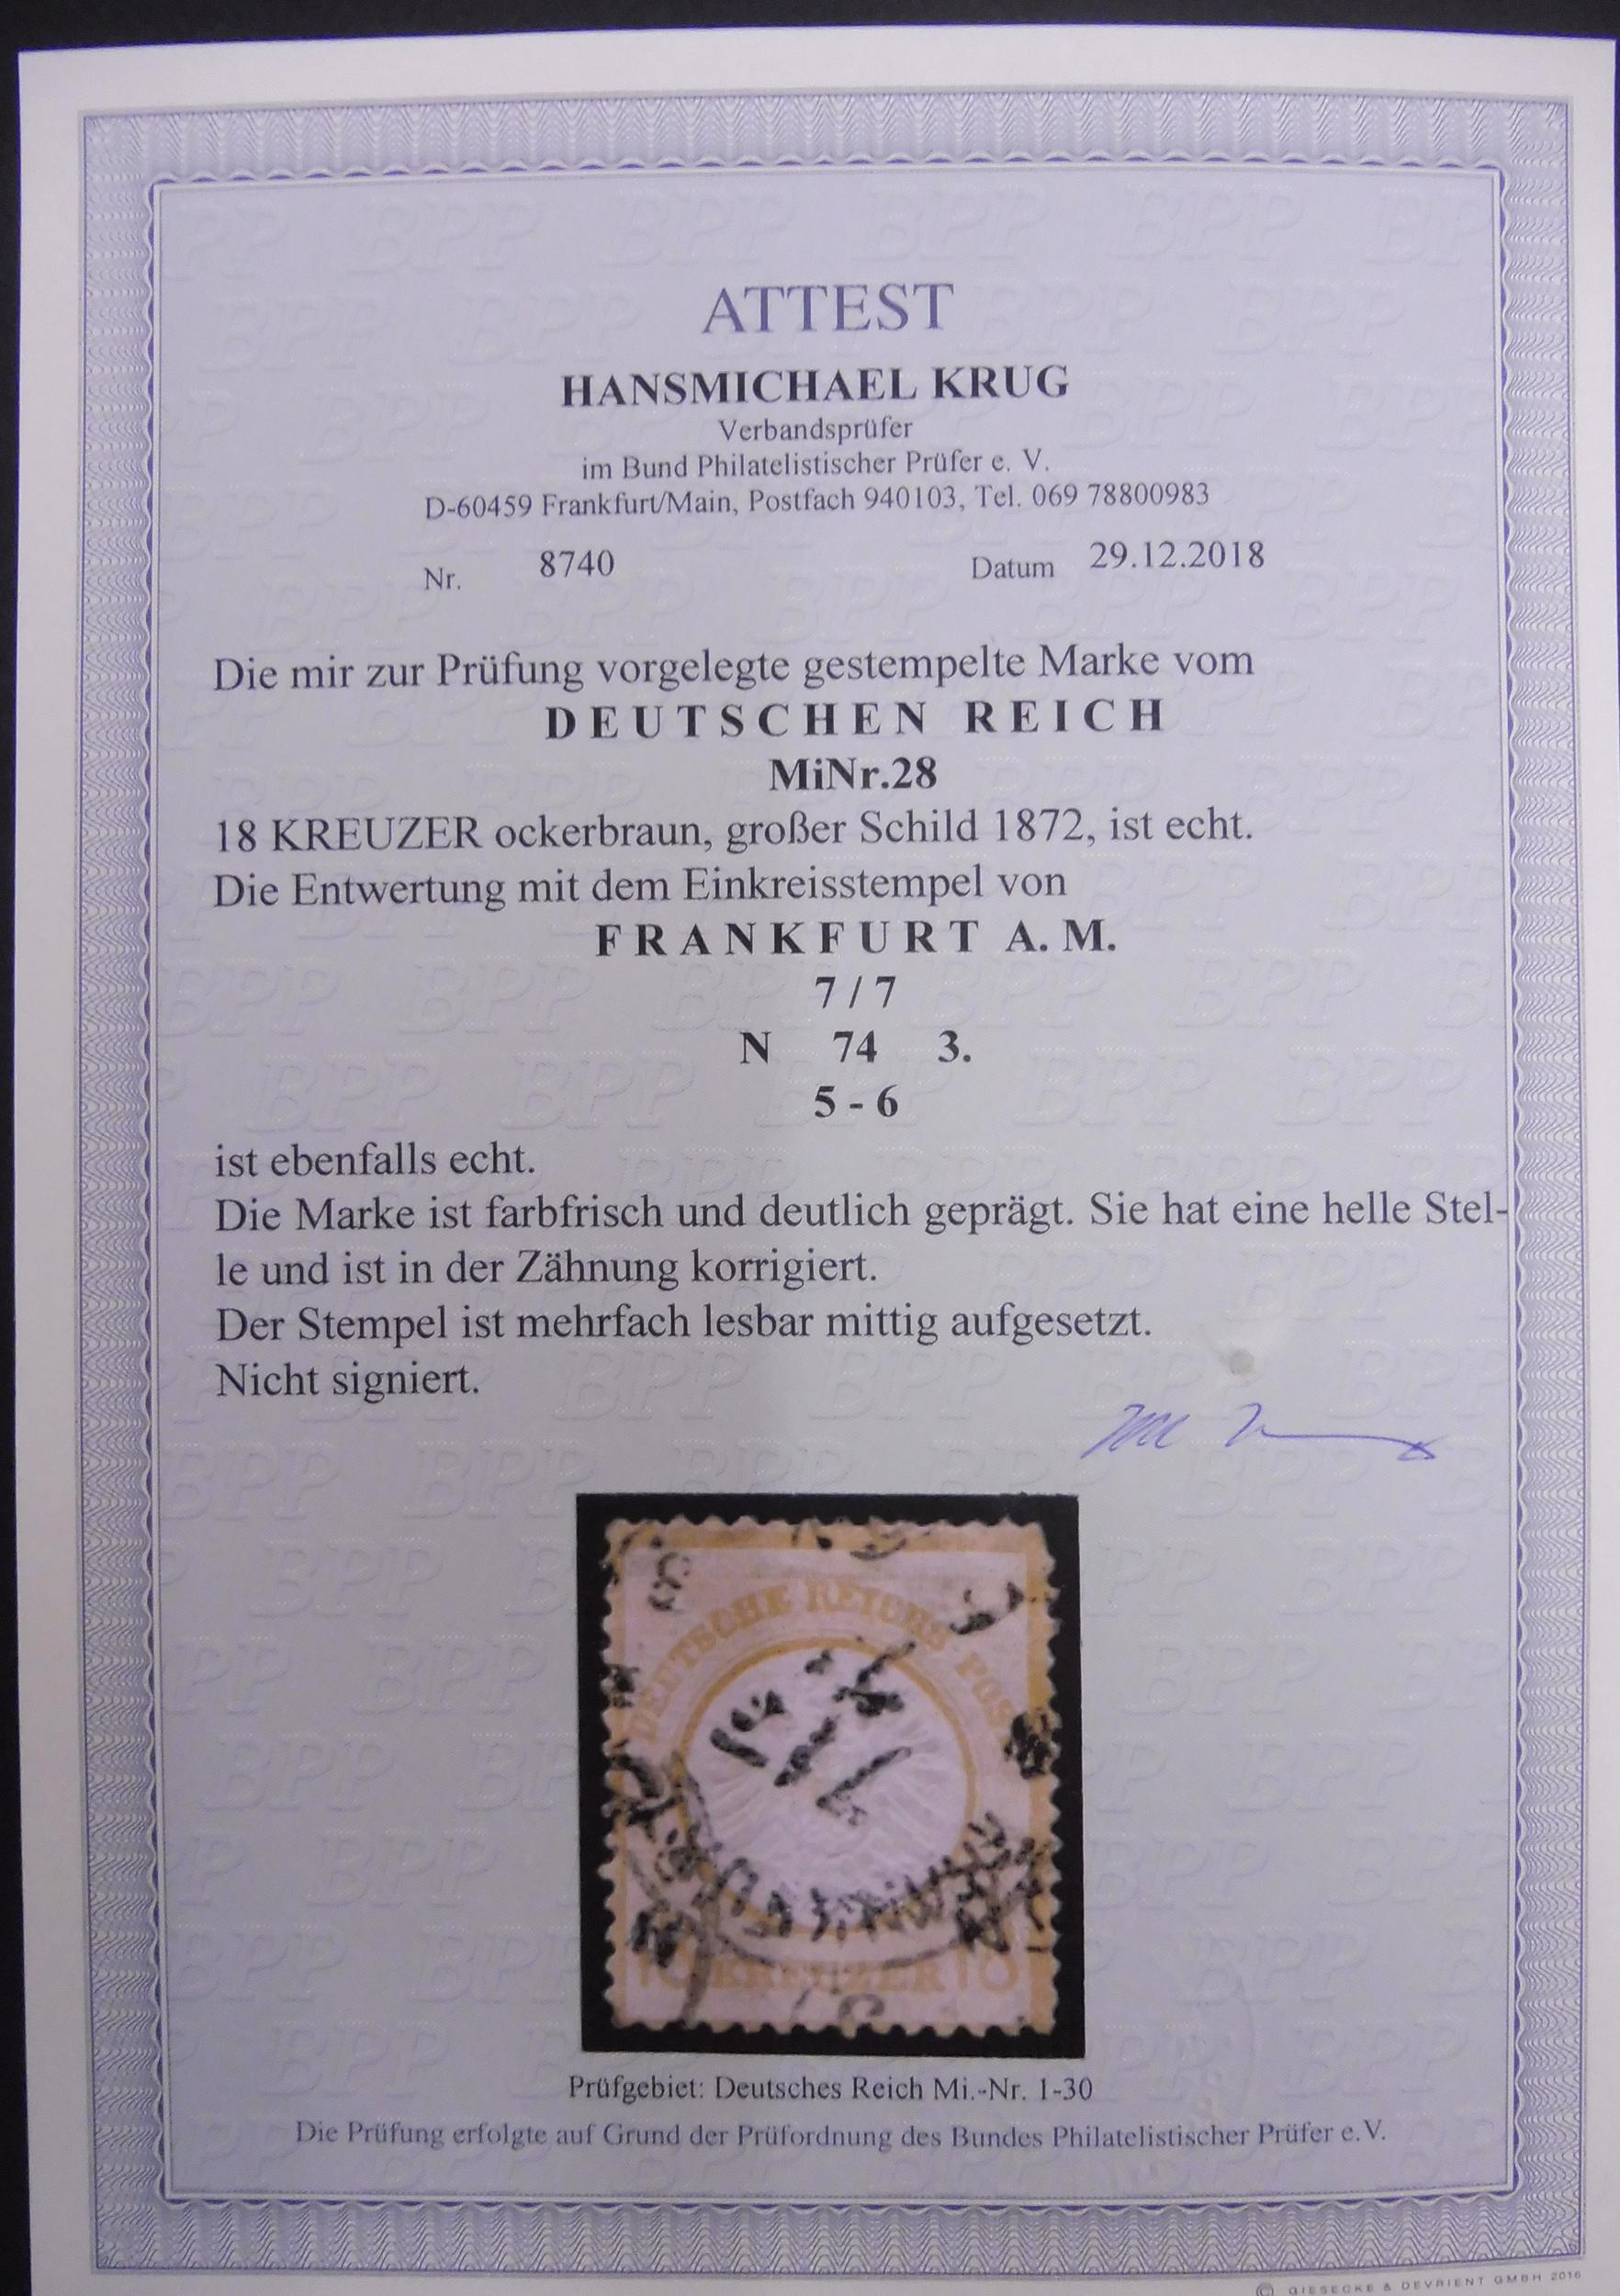 ATTEST
HANSMICHAEL KRUG
Verbandsprüfer
im Bund Philatelistischer Prüfer e. V.
D-60459 Frankfurt/Main, Postfach 940103, Tel. 069 78800983
Nr. 8740 Datum 29.12.2018
Die mir zur Prüfung vorgelegte gestempelte Marke vom
DEUTSCHEN REICH
MiNr.28
18 KREUZER ockerbraun, großer Schild 1872, ist echt.
Die Entwertung mit dem Einkreisstempel von
FRANKFURT A. M.
7 / 7
N 74 3.
5 - 6
ist ebenfalls echt.
Die Marke ist farbfrisch und deutlich geprägt. Sie hat eine helle Stel-
le und ist in der Zähnung korrigiert.
Der Stempel ist mehrfach lesbar mittig aufgesetzt.
Nicht signiert.
DEUTSCHE REICHS POST
KREUZER
Prüfgebiet: Deutsches Reich Mi.-Nr. 1-30
Die Prüfung erfolgte auf Grund der Prüfordnung des Bundes Philatelistischer Prüfer e.V.
© GIESECKE & DEVRIENT GMBH 2016